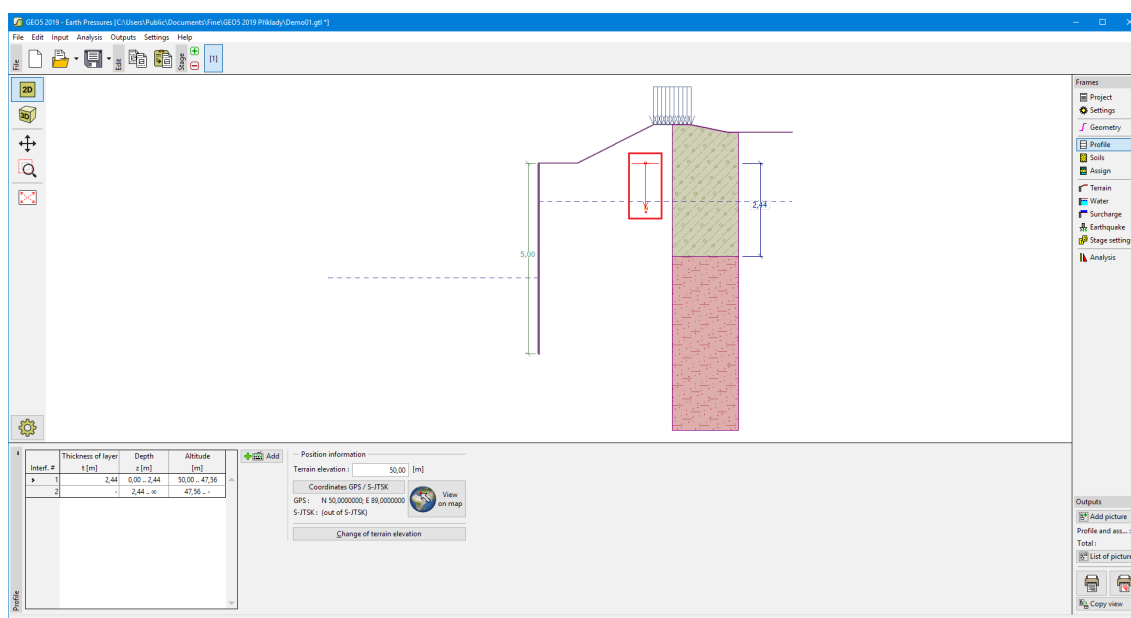 GEO5 2019 - Earth Pressures [C:\Users\Public\Documents\Fine\GEO5 2019 Příklady\Demo01.gtl *]
File Edit Input Analysis Outputs Settings Help
File
Edit
Stage
[1]
2D
3D
5,00
2,44
+z
Frames
Project
Settings
Geometry
Profile
Soils
Assign
Terrain
Water
Surcharge
Earthquake
Stage setting
Analysis
Profile
Interf. # Thickness of layer t [m] Depth z [m] Altitude [m]
1 2,44 0,00 .. 2,44 50,00 .. 47,56
2 - 2,44 .. ∞ 47,56 .. -
Add
Position information
Terrain elevation : 50,00 [m]
Coordinates GPS / S-JTSK
GPS : N 50,0000000; E 89,0000000
S-JTSK : (out of S-JTSK)
View on map
Change of terrain elevation
Outputs
Add picture
Profile and ass... :
Total :
List of picture
Copy view